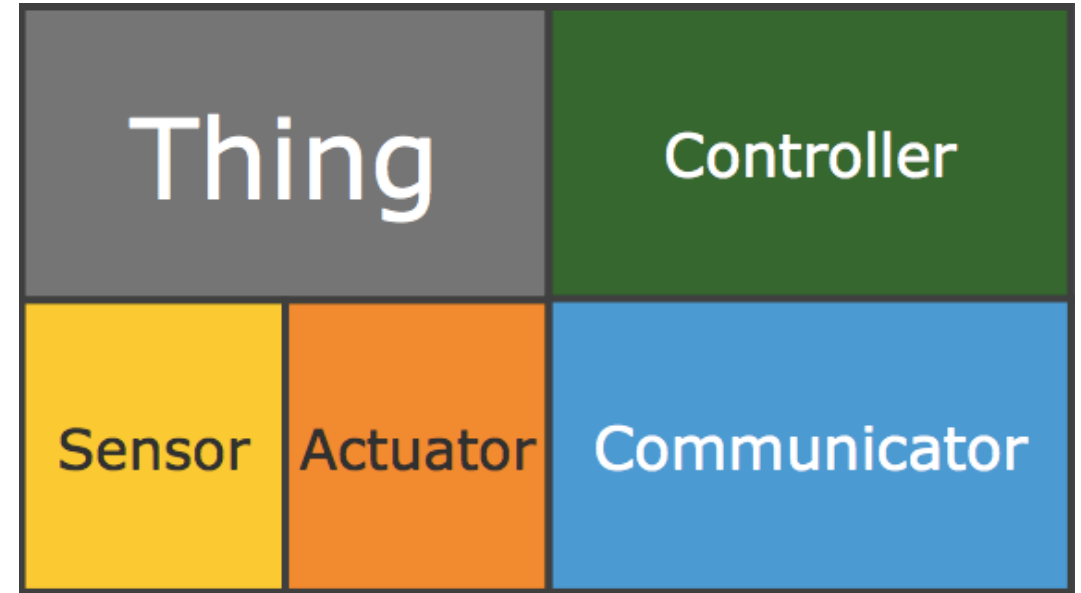 Thing
Controller
Sensor
Actuator
Communicator